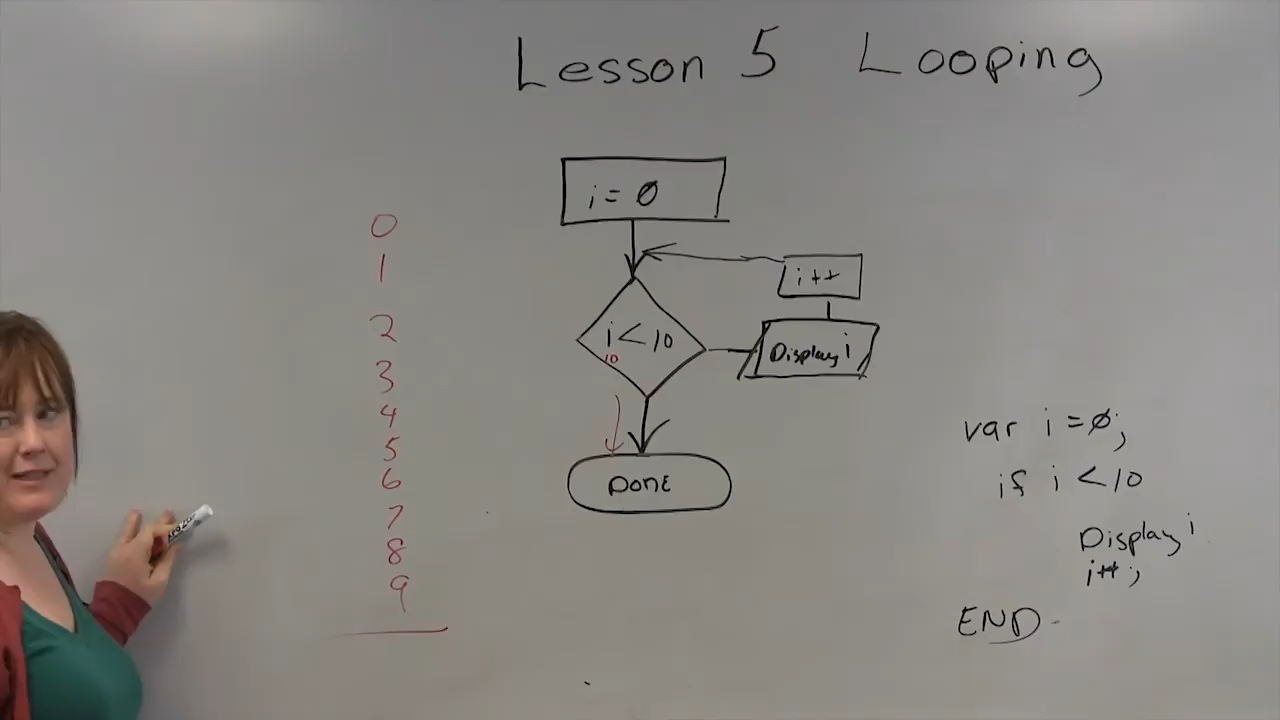 Lesson 5 Looping
0
1
2
3
4
5
6
7
8
9
i = 0
i++
i < 10
10
Display i
DONE
var i = 0;
if i < 10
Display i
i++;
END